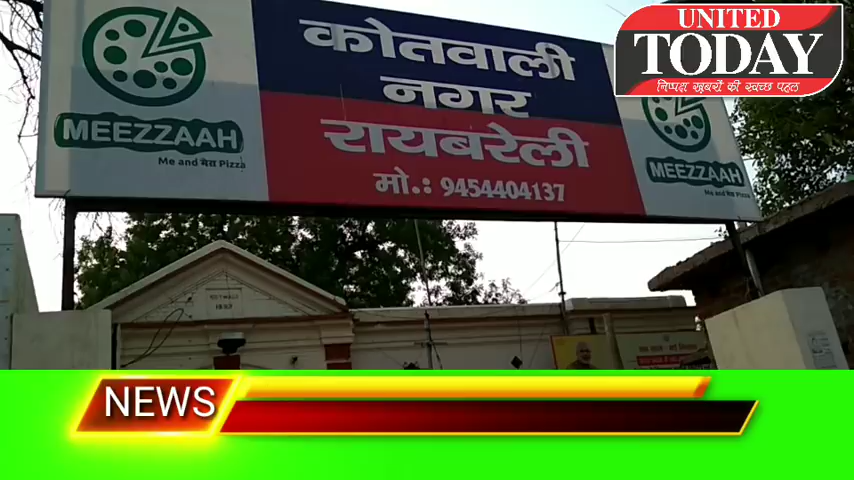 UNITED
TODAY
निष्पक्ष खबरों की स्वच्छ पहल
कोतवाली
नगर
रायबरेली
मो.: 9454404137
MEEZZAAH
Me and मेरा Pizza
MEEZZAAH
Me and मेरा Pizza
NEWS